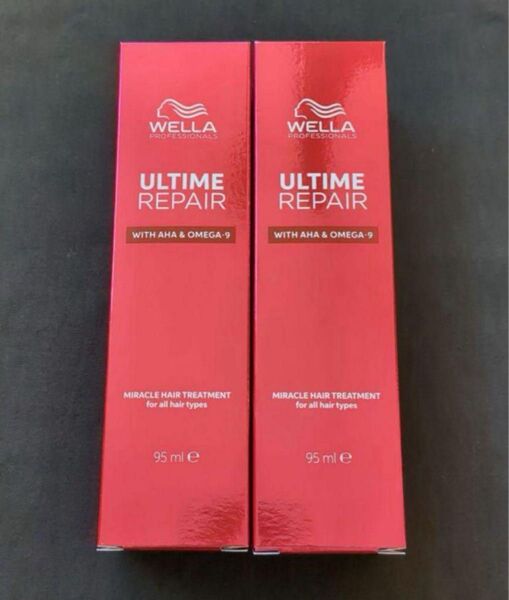 WELLA
PROFESSIONALS
ULTIME
REPAIR
WITH AHA & OMEGA-9
MIRACLE HAIR TREATMENT
for all hair types
95 ml ℮
WELLA
PROFESSIONALS
ULTIME
REPAIR
WITH AHA & OMEGA-9
MIRACLE HAIR TREATMENT
for all hair types
95 ml ℮